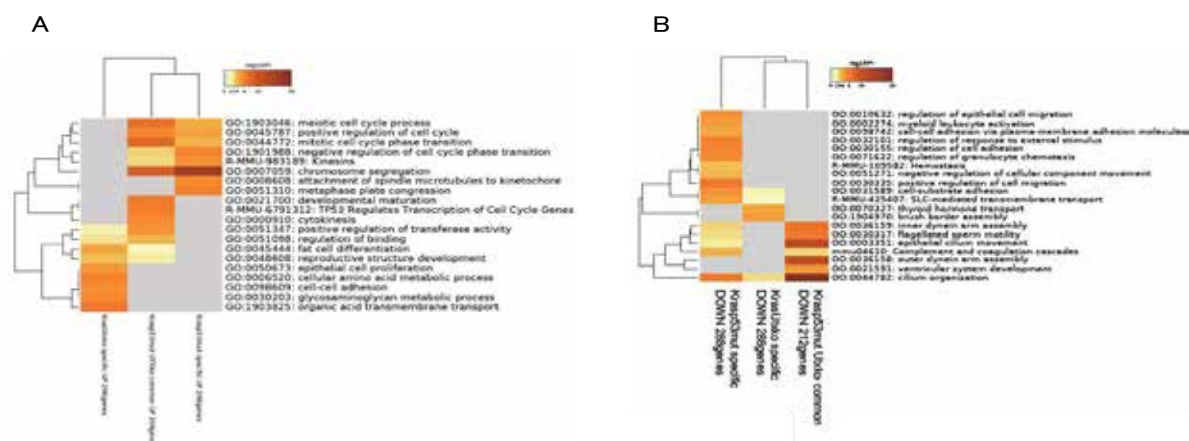 A
B
GO:1903046: meiotic cell cycle process
GO:0045787: positive regulation of cell cycle
GO:0044772: mitotic cell cycle phase transition
GO:1901988: negative regulation of cell cycle phase transition
R-MMU-983189: Kinesins
GO:0007059: chromosome segregation
GO:0008608: attachment of spindle microtubules to kinetochore
GO:0051310: metaphase plate congression
GO:0021700: developmental maturation
R-MMU-6791312: TP53 Regulates Transcription of Cell Cycle Genes
GO:0000910: cytokinesis
GO:0051347: positive regulation of transferase activity
GO:0051098: regulation of binding
GO:0045444: fat cell differentiation
GO:0048608: reproductive structure development
GO:0050673: epithelial cell proliferation
GO:0006520: cellular amino acid metabolic process
GO:0098609: cell-cell adhesion
GO:0030203: glycosaminoglycan metabolic process
GO:1903825: organic acid transmembrane transport
GO:0010632: regulation of epithelial cell migration
GO:0002274: myeloid leukocyte activation
GO:0098742: cell-cell adhesion via plasma-membrane adhesion molecules
GO:0032101: regulation of response to external stimulus
GO:0030155: regulation of cell adhesion
GO:0071622: regulation of granulocyte chemotaxis
R-MMU-109582: Hemostasis
GO:0051271: negative regulation of cellular component movement
GO:0030335: positive regulation of cell migration
GO:0031589: cell-substrate adhesion
R-MMU-425407: SLC-mediated transmembrane transport
GO:0070327: thyroid hormone transport
GO:1904970: brush border assembly
GO:0036159: inner dynein arm assembly
GO:0030317: flagellated sperm motility
GO:0003351: epithelial cilium movement
mmu04610: Complement and coagulation cascades
GO:0036158: outer dynein arm assembly
GO:0021591: ventricular system development
GO:0044782: cilium organization
Krasp53mut specific
DOWN 288genes
KrasUtxko specific
DOWN 288genes
Krasp53mut Utxko common
DOWN 212genes